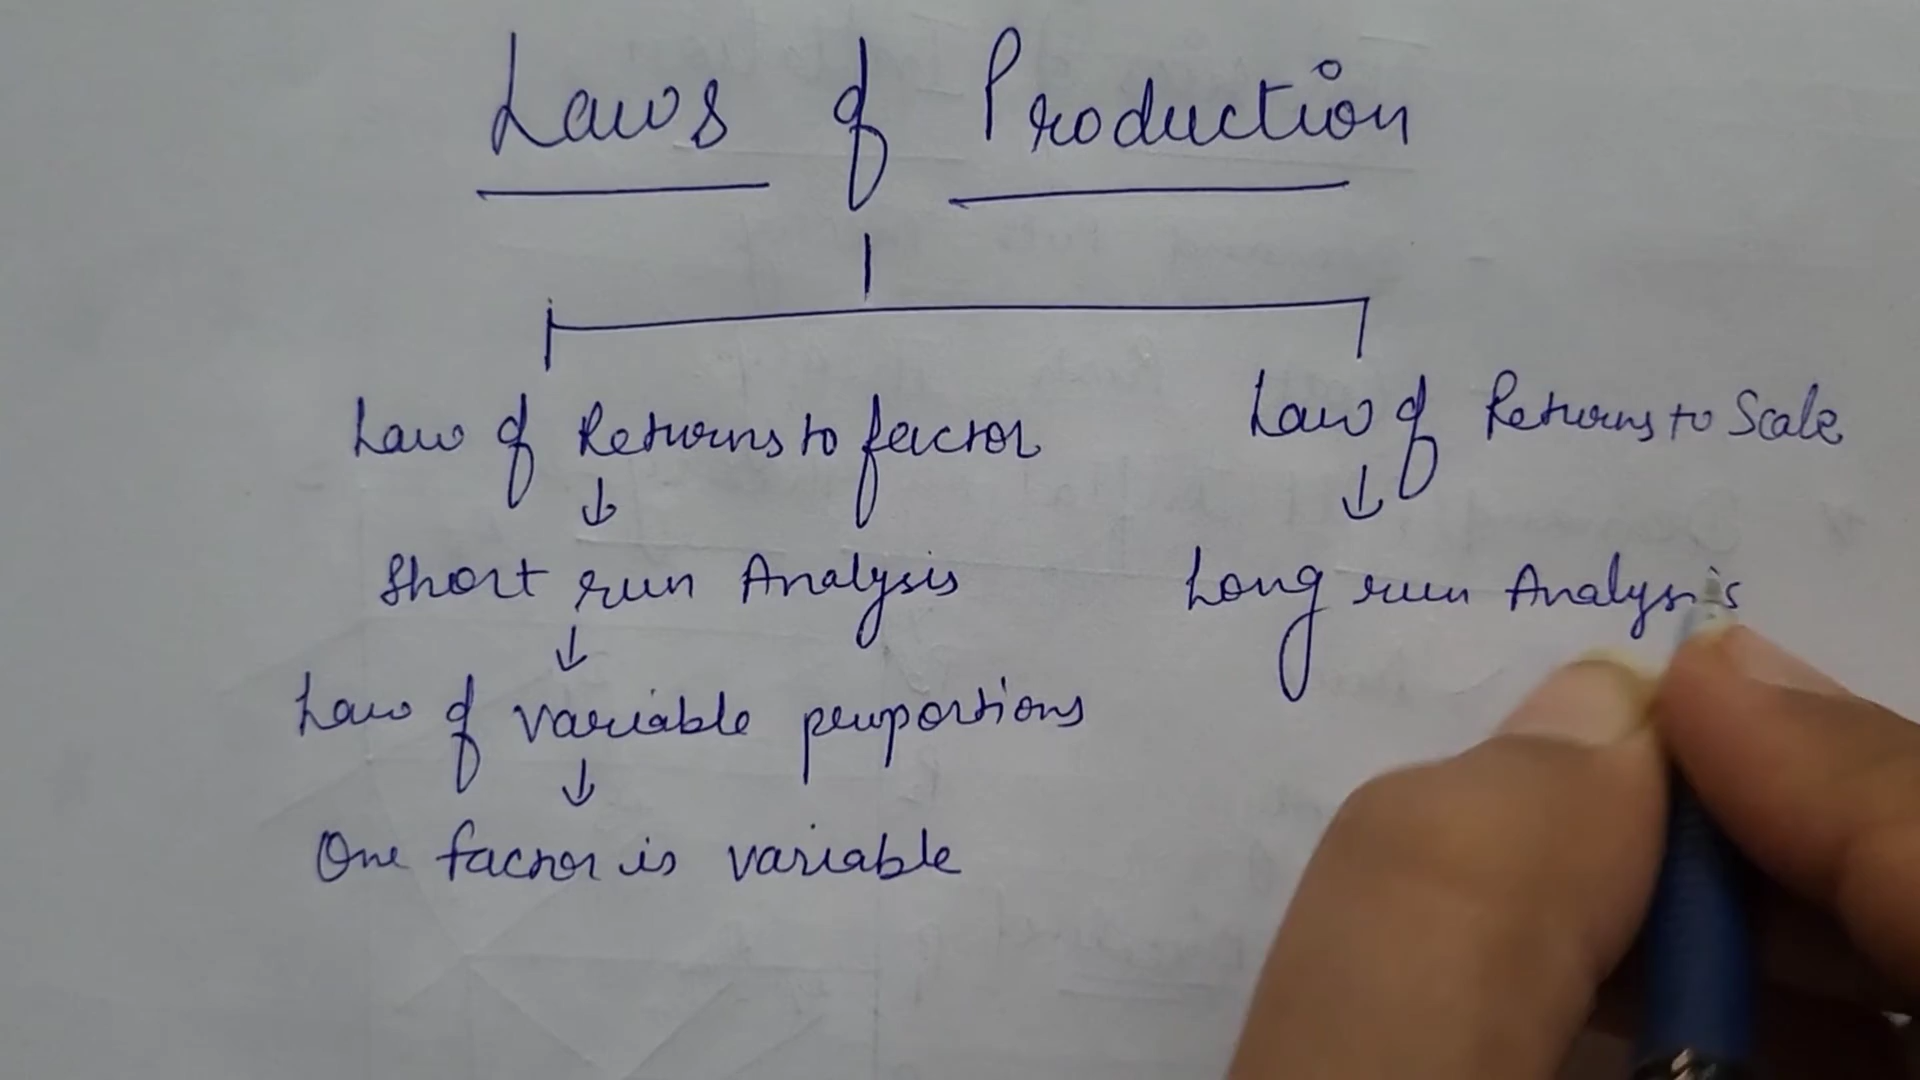 Laws of Production
Law of Returns to factor
Law of Returns to Scale
↓
↓
Short run Analysis
Long run Analysis
↓
Law of variable proportions
↓
One factor is variable